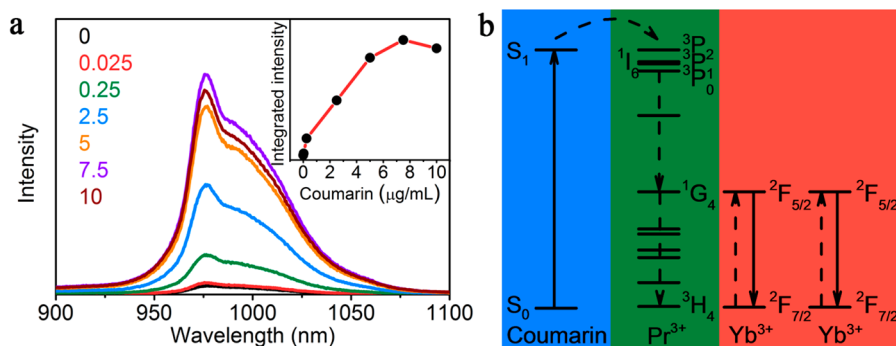 a
0
0.025
0.25
2.5
5
7.5
10
Intensity
900 950 1000 1050 1100
Wavelength (nm)
Integrated intensity
0 2 4 6 8 10
Coumarin (μg/mL)
b
S₁
S₀
Coumarin
³P₂
¹I₆
³P₁
³P₀
¹G₄
³H₄
Pr³⁺
²F₅/₂ ²F₅/₂
²F₇/₂ ²F₇/₂
Yb³⁺ Yb³⁺